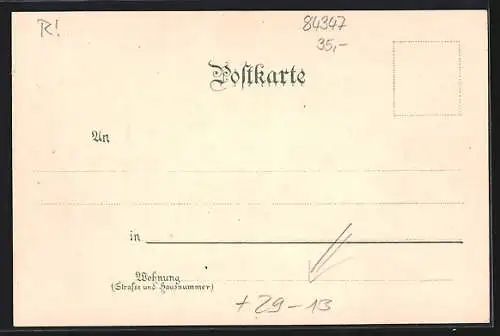 R!
84347
35,-
Postkarte
An
in
Wohnung
(Straße und Hausnummer)
+ 29-13